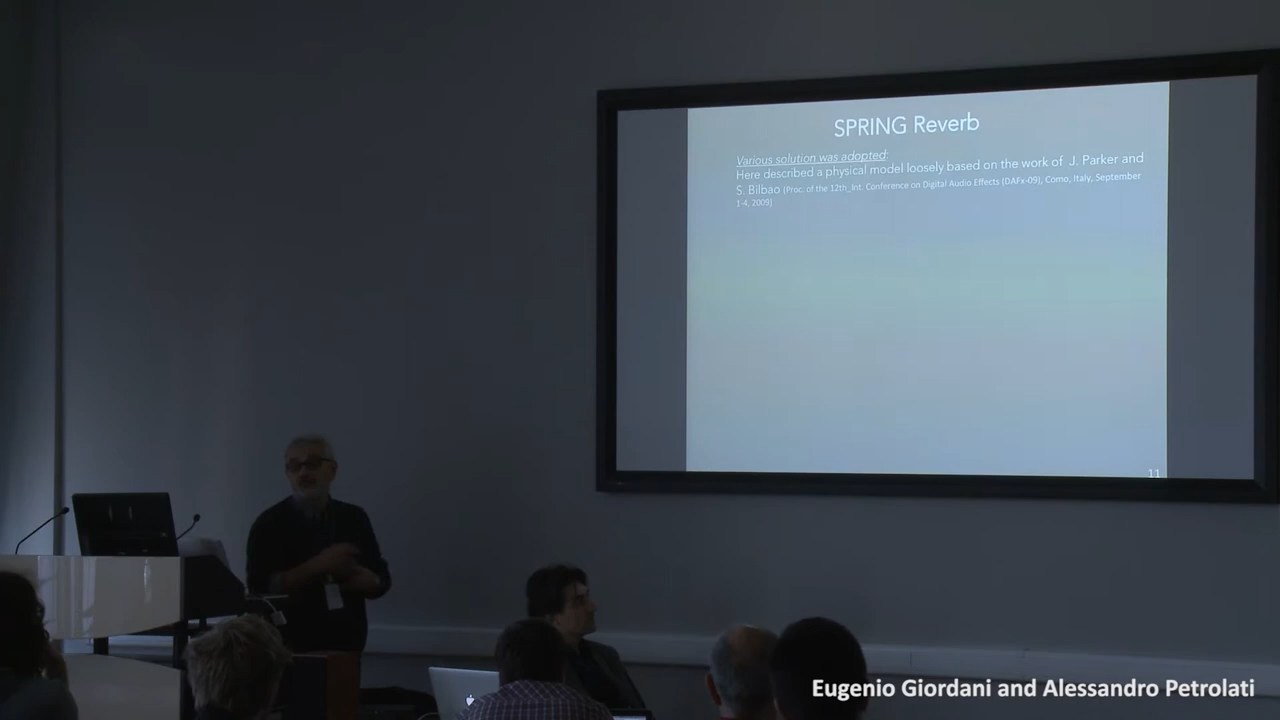 SPRING Reverb
Various solution was adopted:
Here described a physical model loosely based on the work of J. Parker and
S. Bilbao (Proc. of the 12th_Int. Conference on Digital Audio Effects (DAFx-09), Como, Italy, September
1-4, 2009)
11
Eugenio Giordani and Alessandro Petrolati